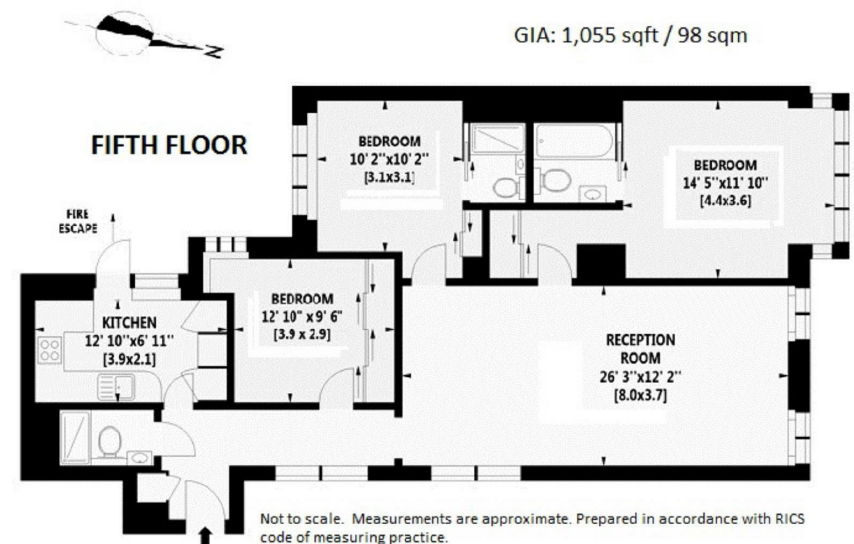 N
GIA: 1,055 sqft / 98 sqm
FIFTH FLOOR
BEDROOM
10' 2"x10' 2"
[3.1x3.1]
BEDROOM
14' 5"x11' 10"
[4.4x3.6]
FIRE
ESCAPE
KITCHEN
12' 10"x6' 11"
[3.9x2.1]
BEDROOM
12' 10" x 9' 6"
[3.9 x 2.9]
RECEPTION
ROOM
26' 3"x12' 2"
[8.0x3.7]
Not to scale. Measurements are approximate. Prepared in accordance with RICS
code of measuring practice.